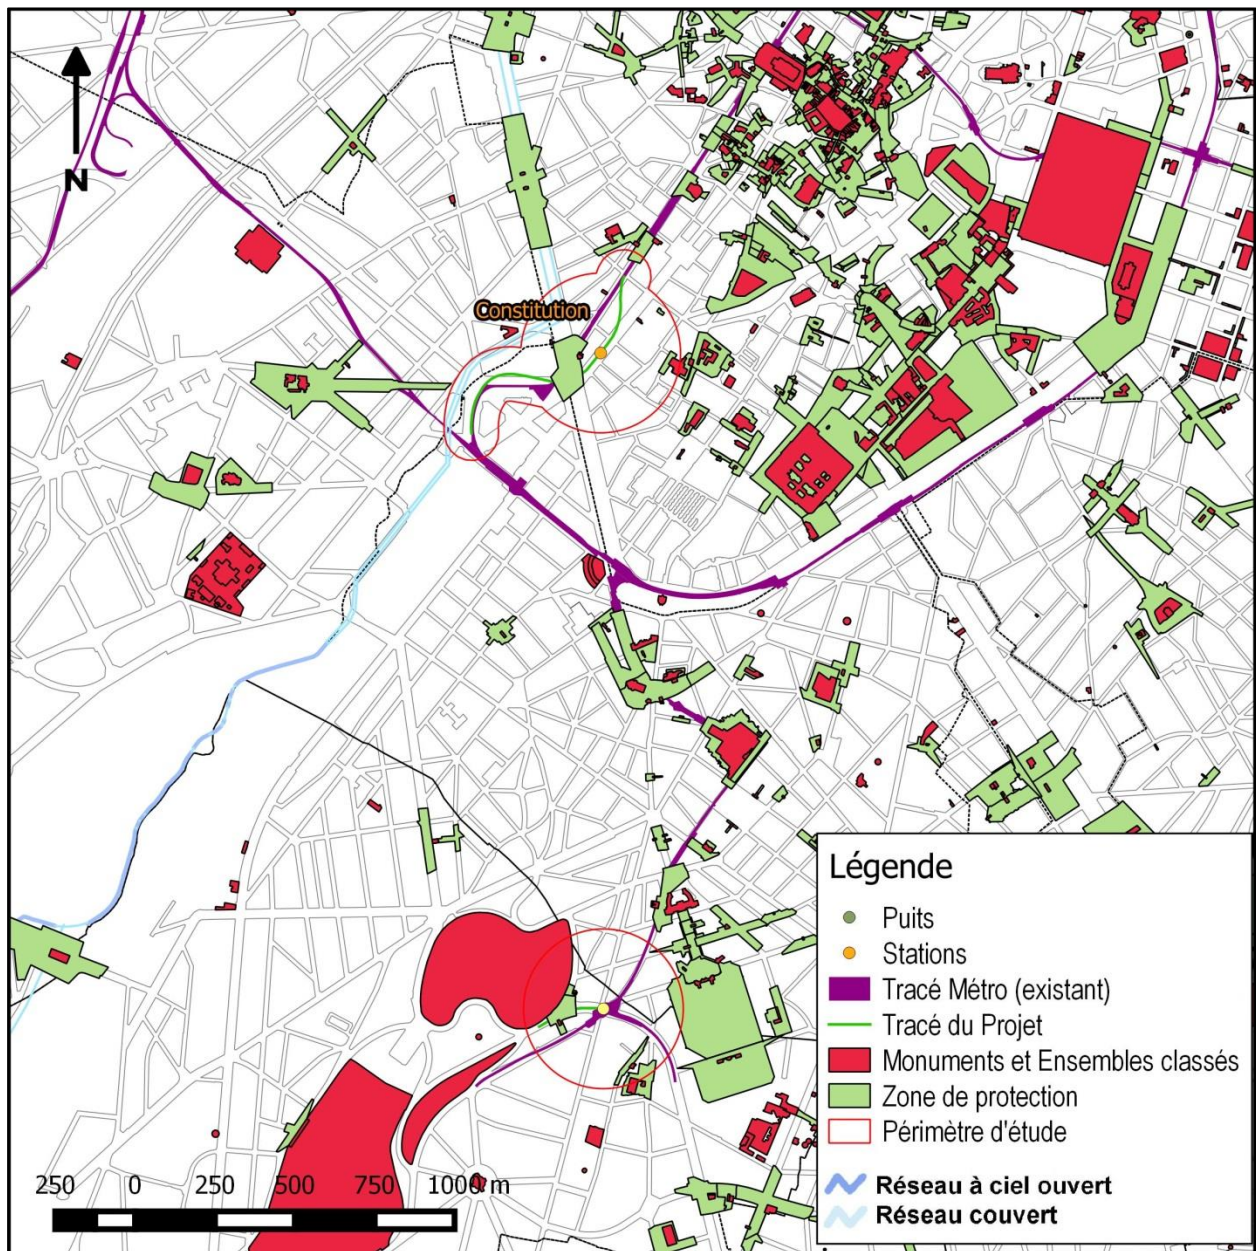 N
Constitution
Légende
Puits
Stations
Tracé Métro (existant)
Tracé du Projet
Monuments et Ensembles classés
Zone de protection
Périmètre d'étude
Réseau à ciel ouvert
Réseau couvert
250 0 250 500 750 1000 m